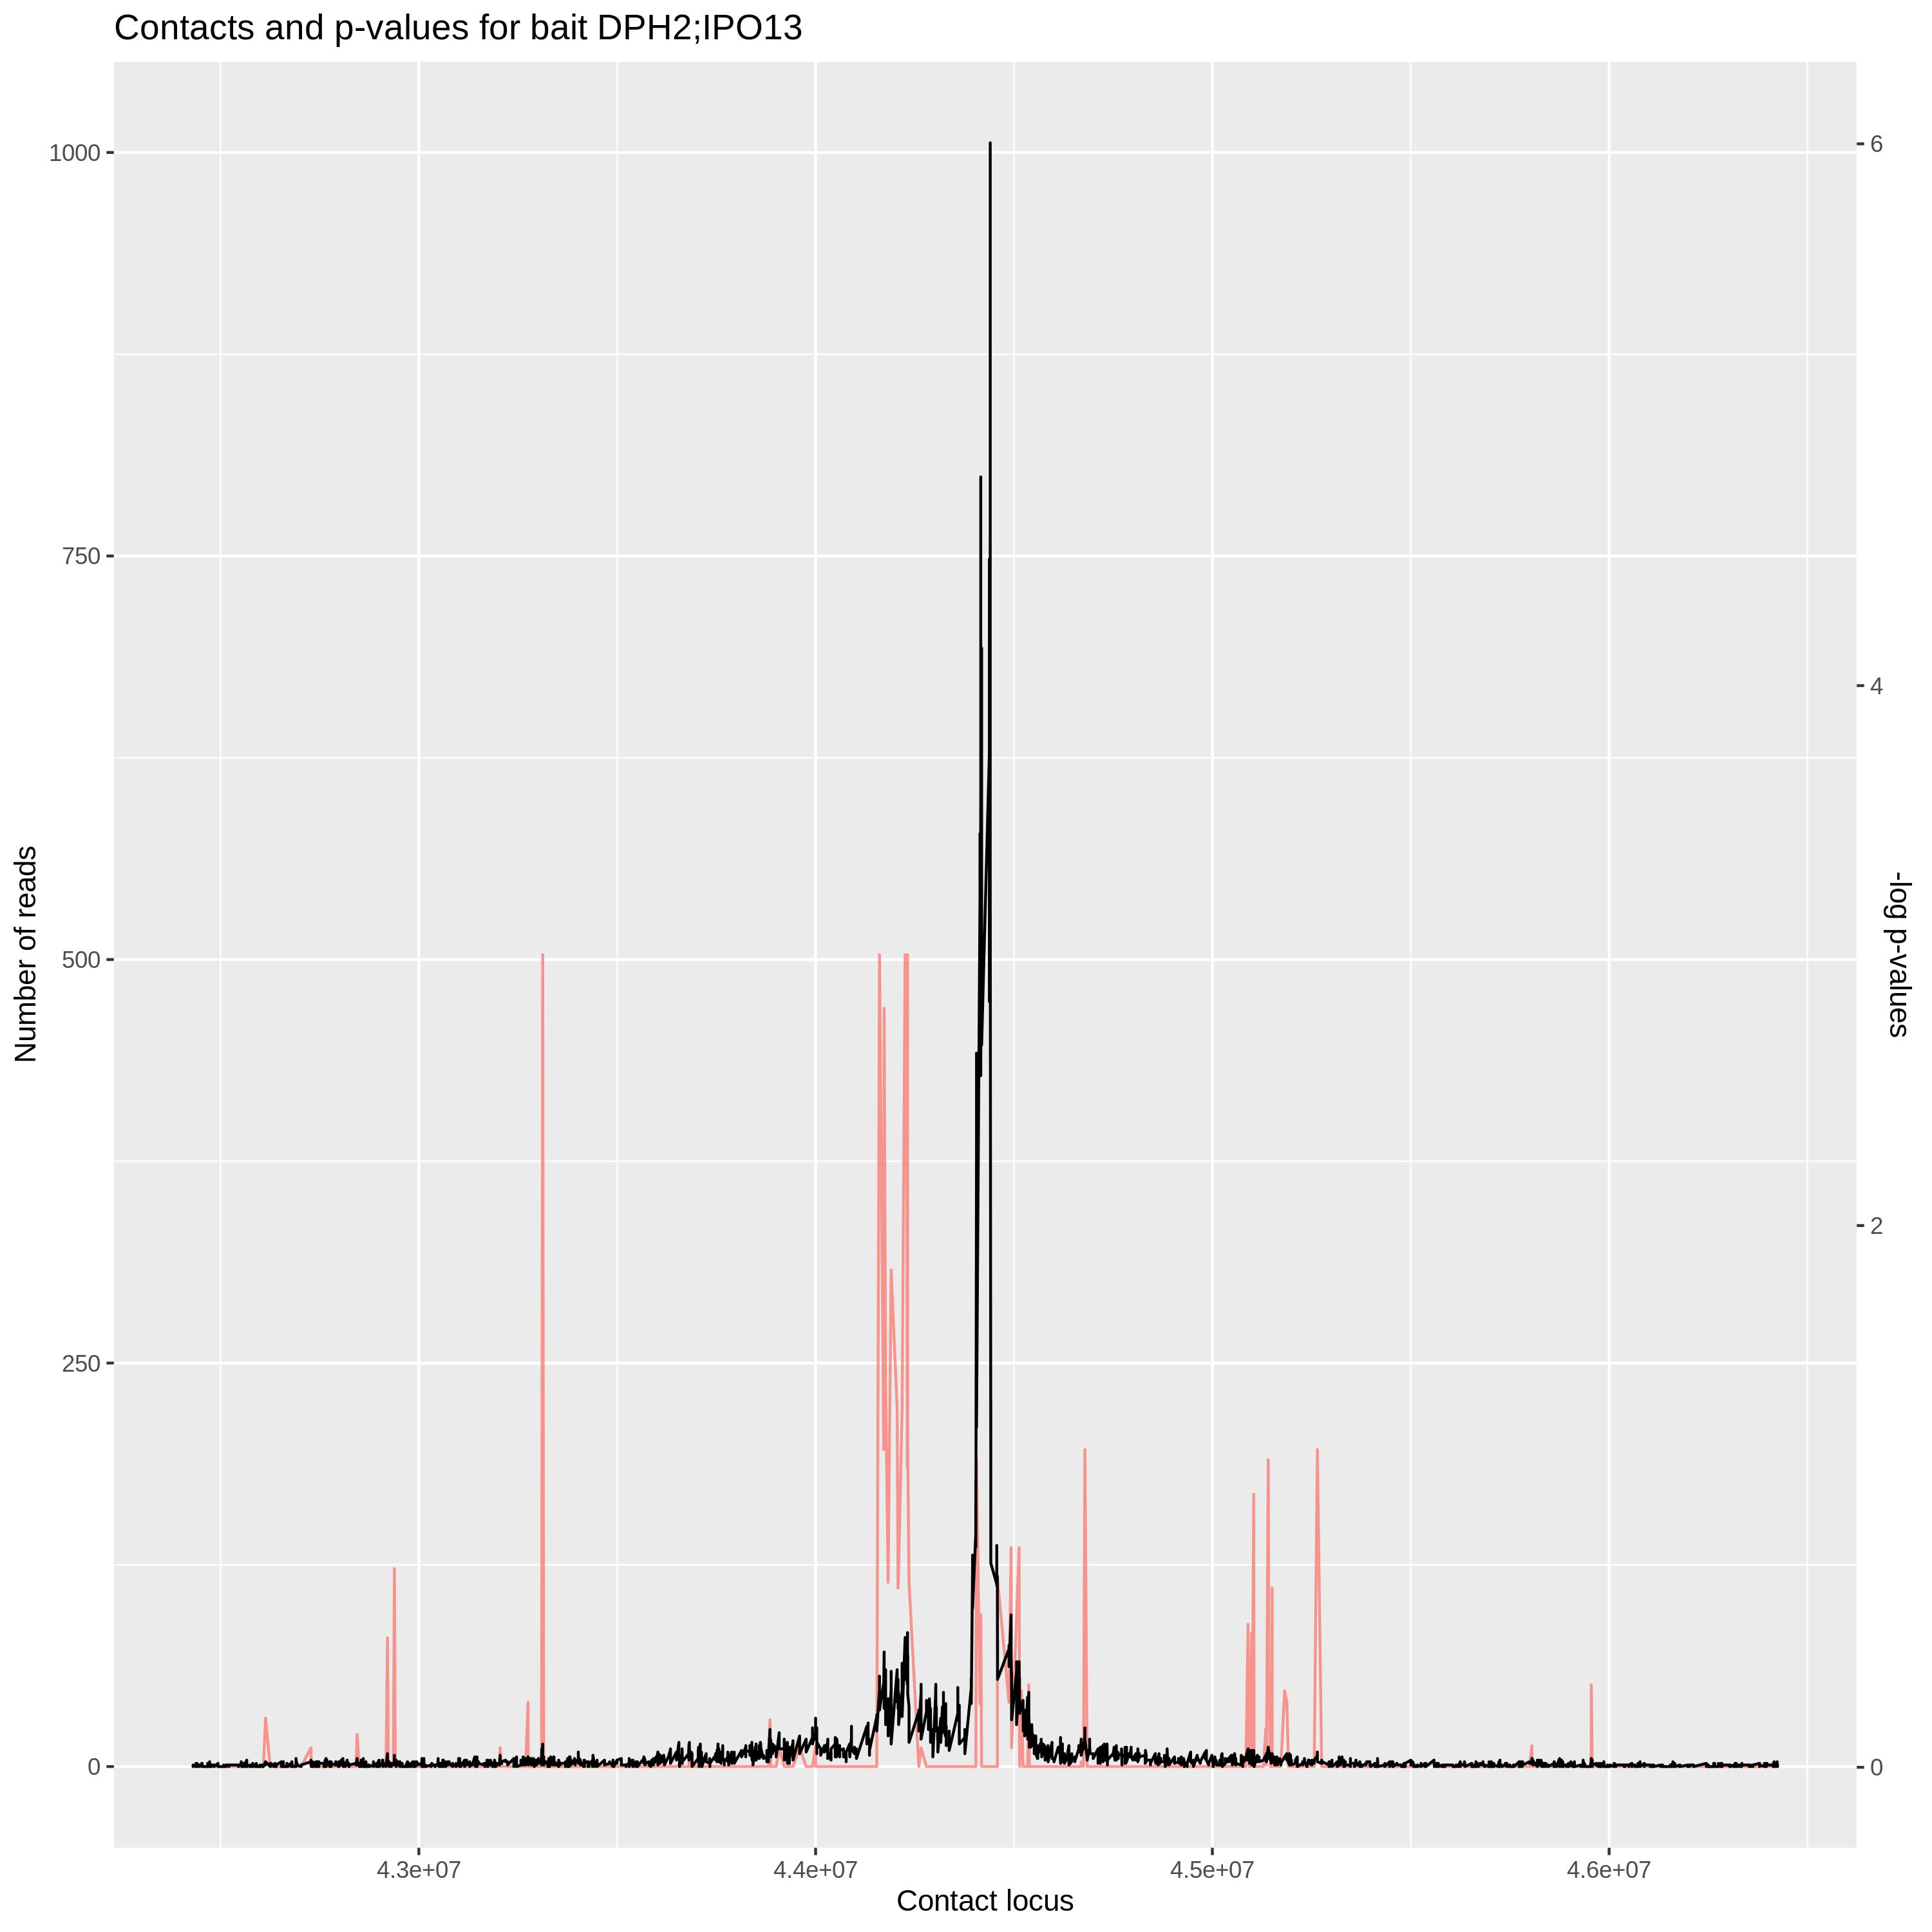 Contacts and p-values for bait DPH2;IPO13
1000
750
500
250
0
Number of reads
6
4
2
0
-log p-values
4.3e+07 4.4e+07 4.5e+07 4.6e+07
Contact locus